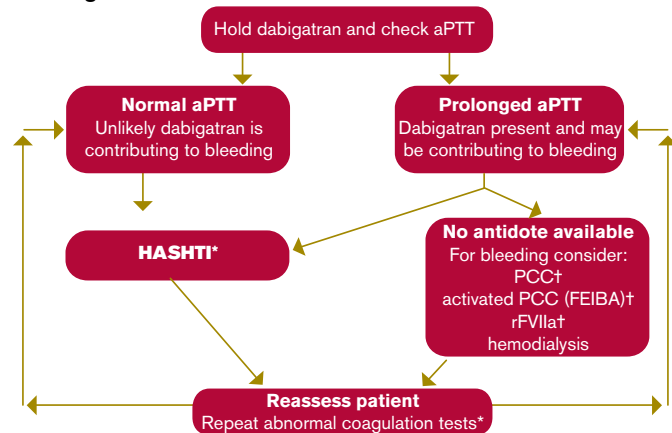 Hold dabigatran and check aPTT
Normal aPTT
Unlikely dabigatran is
contributing to bleeding
Prolonged aPTT
Dabigatran present and may
be contributing to bleeding
HASHTI*
No antidote available
For bleeding consider:
PCC†
activated PCC (FEIBA)†
rFVIIa†
hemodialysis
Reassess patient
Repeat abnormal coagulation tests*